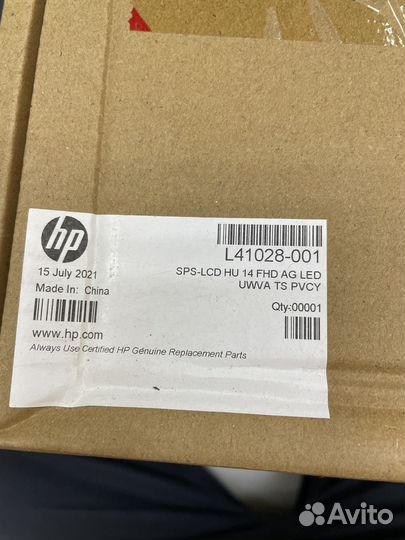 hp
L41028-001
15 July 2021
SPS-LCD HU 14 FHD AG LED
UWVA TS PVCY
Made In: China
Qty:00001
www.hp.com
Always Use Certified HP Genuine Replacement Parts
Avito